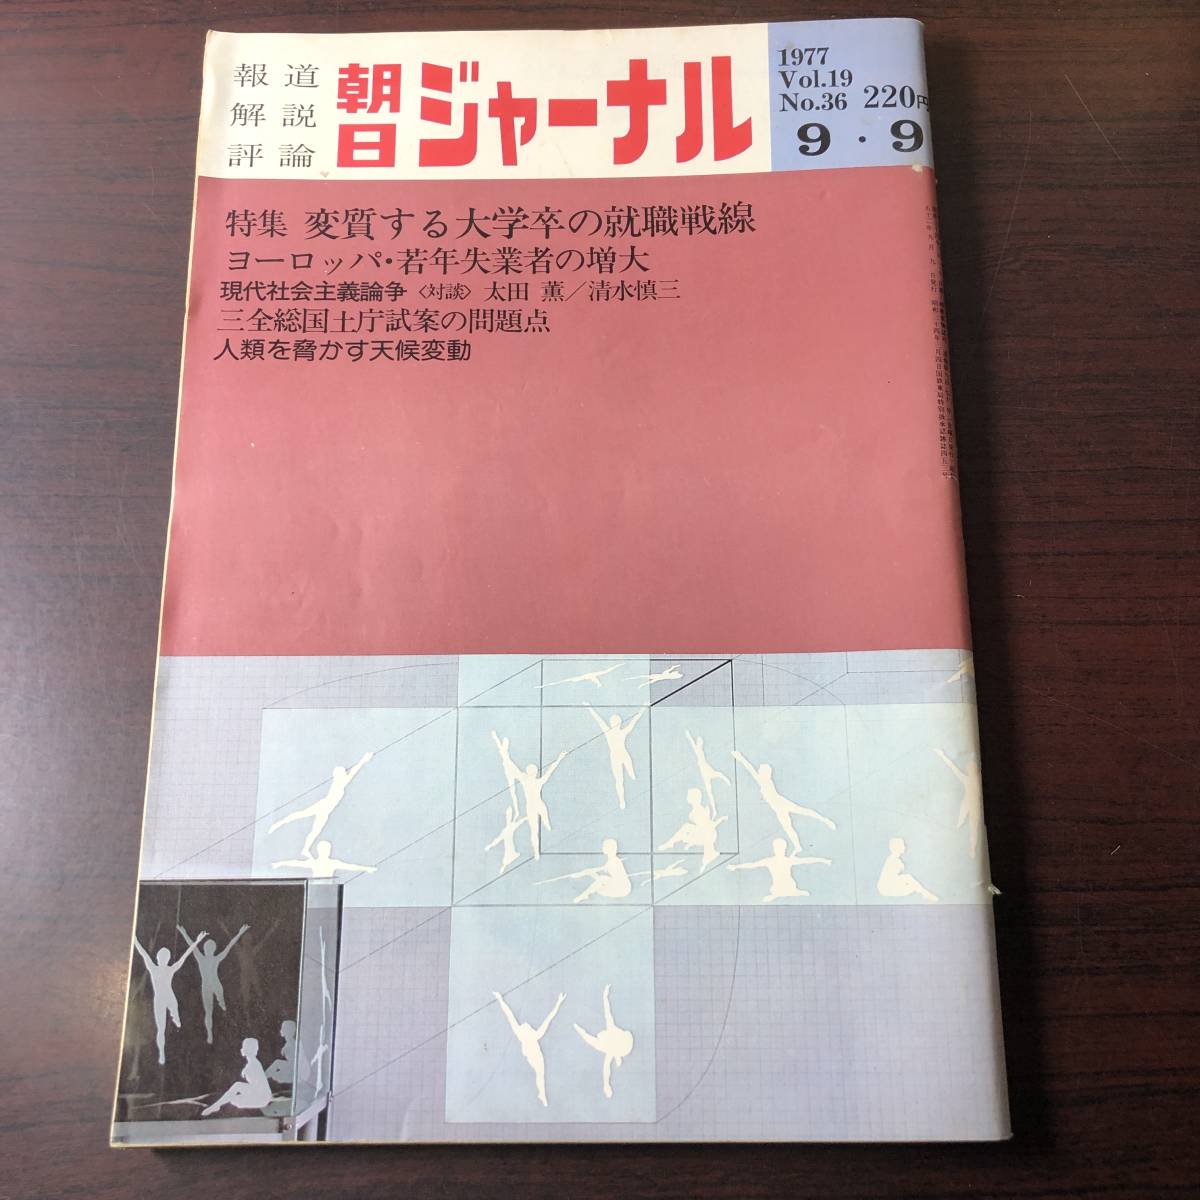 報道
解説
評論
朝日ジャーナル
1977
Vol.19
No.36 220円
9・9
特集 変質する大学卒の就職戦線
ヨーロッパ・若年失業者の増大
現代社会主義論争〈対談〉太田 薫／清水慎三
三全総国土庁試案の問題点
人類を脅かす天候変動